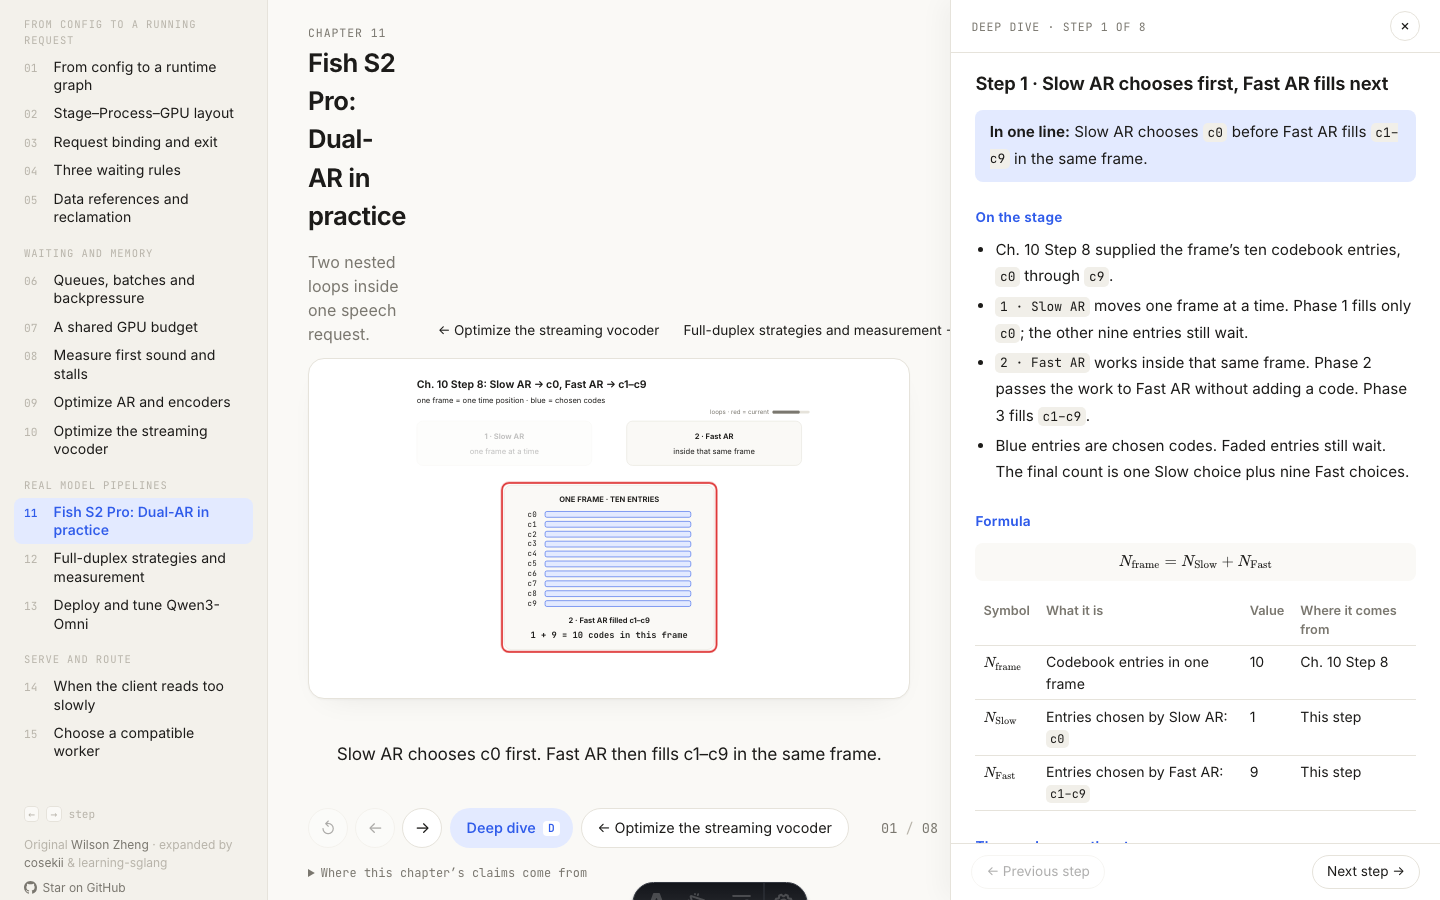 FROM CONFIG TO A RUNNING
REQUEST
01 From config to a runtime
graph
02 Stage–Process–GPU layout
03 Request binding and exit
04 Three waiting rules
05 Data references and
reclamation
WAITING AND MEMORY
06 Queues, batches and
backpressure
07 A shared GPU budget
08 Measure first sound and
stalls
09 Optimize AR and encoders
10 Optimize the streaming
vocoder
REAL MODEL PIPELINES
11 Fish S2 Pro: Dual-AR in
practice
12 Full-duplex strategies and
measurement
13 Deploy and tune Qwen3-
Omni
SERVE AND ROUTE
14 When the client reads too
slowly
15 Choose a compatible
worker
← → step
Original Wilson Zheng · expanded by
cosekii & learning-sglang
Star on GitHub
CHAPTER 11
Fish S2
Pro:
Dual-
AR in
practice
Two nested
loops inside
one speech
request.
← Optimize the streaming vocoder Full-duplex strategies and measurement
Ch. 10 Step 8: Slow AR → c0, Fast AR → c1–c9
one frame = one time position · blue = chosen codes
loops · red = current
1 · Slow AR
one frame at a time
2 · Fast AR
inside that same frame
ONE FRAME · TEN ENTRIES
c0
c1
c2
c3
c4
c5
c6
c7
c8
c9
2 · Fast AR filled c1–c9
1 + 9 = 10 codes in this frame
Slow AR chooses c0 first. Fast AR then fills c1–c9 in the same frame.
Deep dive D
← Optimize the streaming vocoder
01 / 08
▶ Where this chapter's claims come from
DEEP DIVE · STEP 1 OF 8
×
Step 1 · Slow AR chooses first, Fast AR fills next
In one line: Slow AR chooses c0 before Fast AR fills c1–
c9 in the same frame.
On the stage
• Ch. 10 Step 8 supplied the frame's ten codebook entries,
c0 through c9.
• 1 · Slow AR moves one frame at a time. Phase 1 fills only
c0; the other nine entries still wait.
• 2 · Fast AR works inside that same frame. Phase 2
passes the work to Fast AR without adding a code. Phase
3 fills c1–c9.
• Blue entries are chosen codes. Faded entries still wait.
The final count is one Slow choice plus nine Fast choices.
Formula
N_frame = N_Slow + N_Fast
Symbol What it is Value Where it comes
from
N_frame Codebook entries in one
frame 10 Ch. 10 Step 8
N_Slow Entries chosen by Slow AR:
c0 1 This step
N_Fast Entries chosen by Fast AR:
c1–c9 9 This step
← Previous step
Next step →